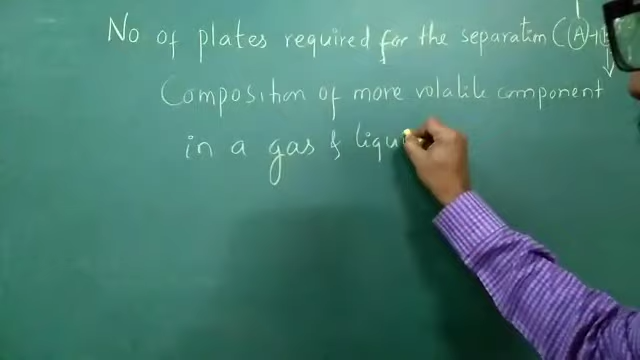 No of plates required for the separation (A+B
Composition of more volatile component
in a gas & liqu